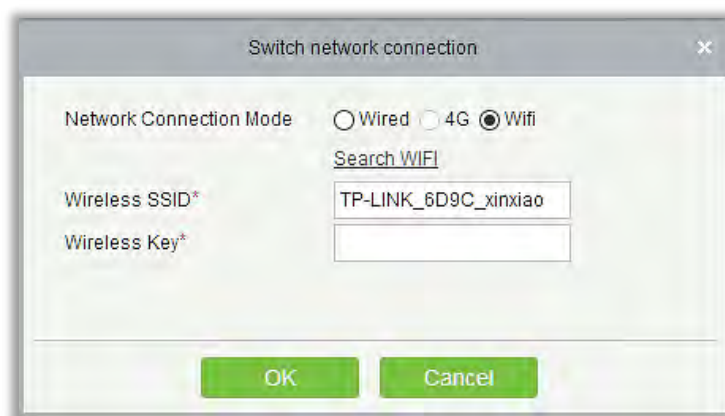 Switch network connection ×
Network Connection Mode Wired 4G Wifi
Search WIFI
Wireless SSID* TP-LINK_6D9C_xinxiao
Wireless Key*
OK Cancel